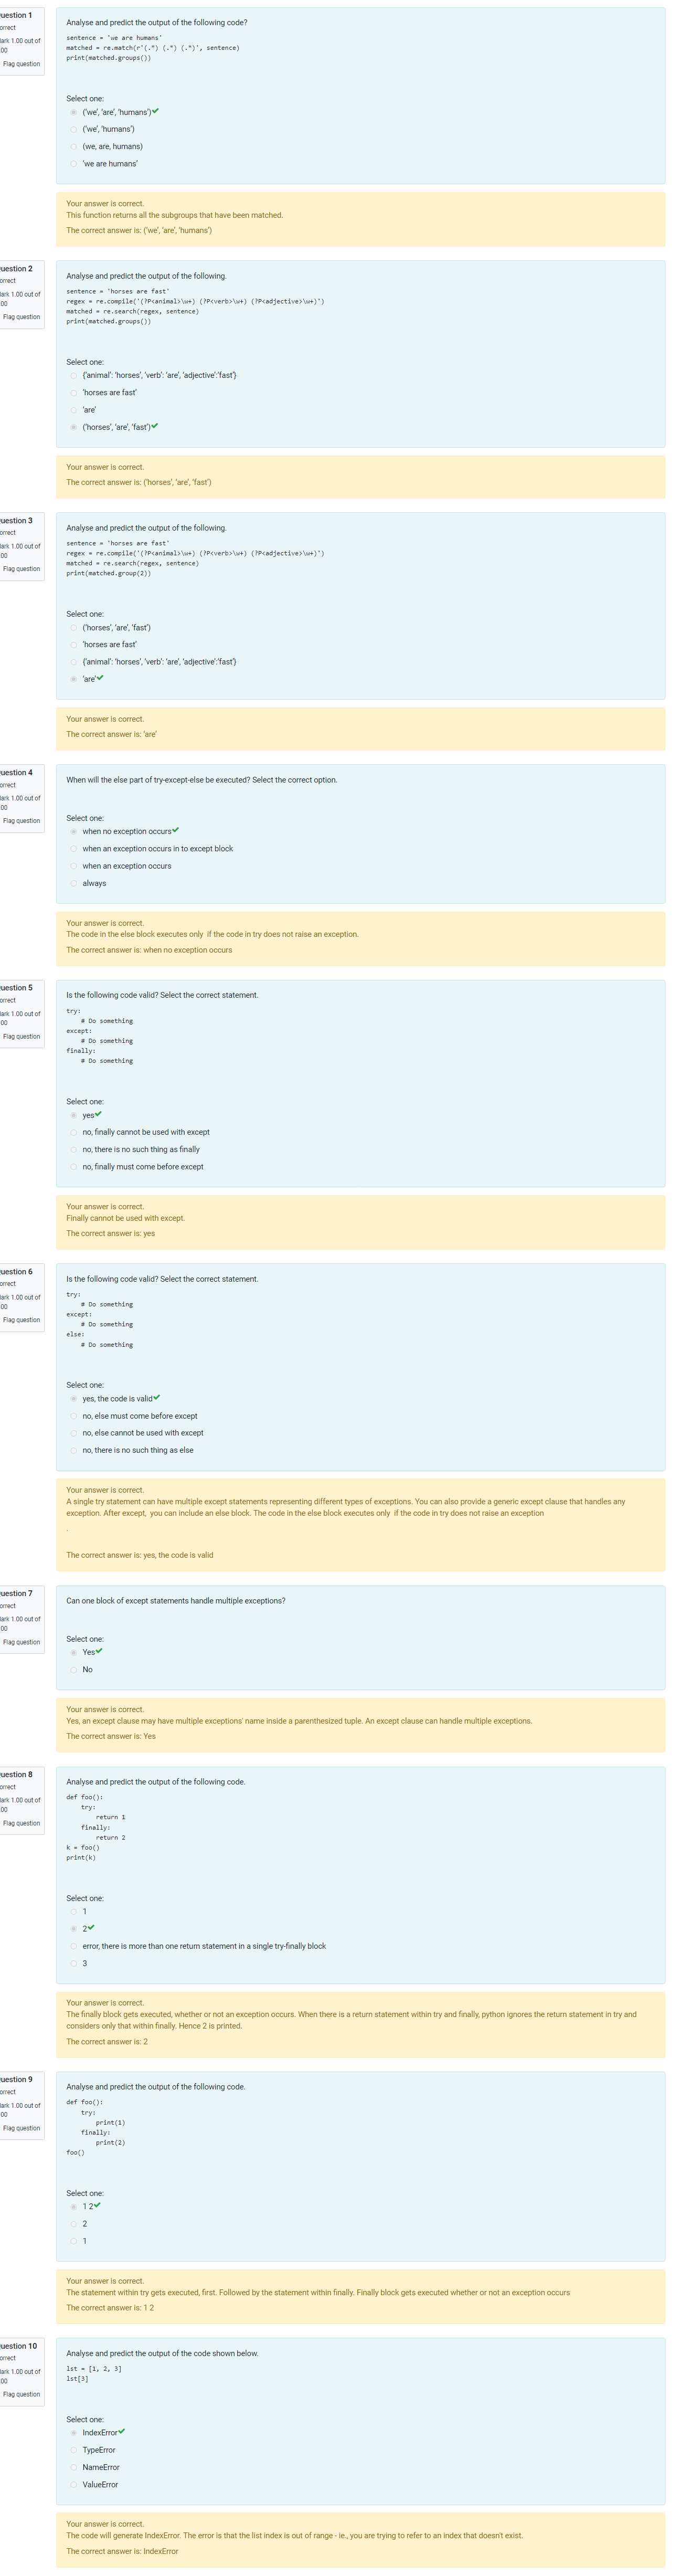 uestion 1
orrect
ark 1.00 out of
00
Flag question
Analyse and predict the output of the following code?
sentence = 'we are humans'
matched = re.match(r'(.*) (.*) (.*)', sentence)
print(matched.groups())
Select one:
('we', 'are', 'humans')
('we', 'humans')
(we, are, humans)
'we are humans'
Your answer is correct.
This function returns all the subgroups that have been matched.
The correct answer is: ('we', 'are', 'humans')
uestion 2
orrect
ark 1.00 out of
00
Flag question
Analyse and predict the output of the following.
sentence = 'horses are fast'
regex = re.compile('(?P<animal>\w+) (?P<verb>\w+) (?P<adjective>\w+)')
matched = re.search(regex, sentence)
print(matched.groups())
Select one:
{'animal': 'horses', 'verb': 'are', 'adjective':'fast'}
'horses are fast'
'are'
('horses', 'are', 'fast')
Your answer is correct.
The correct answer is: ('horses', 'are', 'fast')
uestion 3
orrect
ark 1.00 out of
00
Flag question
Analyse and predict the output of the following.
sentence = 'horses are fast'
regex = re.compile('(?P<animal>\w+) (?P<verb>\w+) (?P<adjective>\w+)')
matched = re.search(regex, sentence)
print(matched.group(2))
Select one:
('horses', 'are', 'fast')
'horses are fast'
{'animal': 'horses', 'verb': 'are', 'adjective':'fast'}
'are'
Your answer is correct.
The correct answer is: 'are'
uestion 4
orrect
ark 1.00 out of
00
Flag question
When will the else part of try-except-else be executed? Select the correct option.
Select one:
when no exception occurs
when an exception occurs in to except block
when an exception occurs
always
Your answer is correct.
The code in the else block executes only  if the code in try does not raise an exception.
The correct answer is: when no exception occurs
uestion 5
orrect
ark 1.00 out of
00
Flag question
Is the following code valid? Select the correct statement.
try:
    # Do something
except:
    # Do something
finally:
    # Do something
Select one:
yes
no, finally cannot be used with except
no, there is no such thing as finally
no, finally must come before except
Your answer is correct.
Finally cannot be used with except.
The correct answer is: yes
uestion 6
orrect
ark 1.00 out of
00
Flag question
Is the following code valid? Select the correct statement.
try:
    # Do something
except:
    # Do something
else:
    # Do something
Select one:
yes, the code is valid
no, else must come before except
no, else cannot be used with except
no, there is no such thing as else
Your answer is correct.
A single try statement can have multiple except statements representing different types of exceptions. You can also provide a generic except clause that handles any
exception. After except,  you can include an else block. The code in the else block executes only  if the code in try does not raise an exception
.
The correct answer is: yes, the code is valid
uestion 7
orrect
ark 1.00 out of
00
Flag question
Can one block of except statements handle multiple exceptions?
Select one:
Yes
No
Your answer is correct.
Yes, an except clause may have multiple exceptions' name inside a parenthesized tuple. An except clause can handle multiple exceptions.
The correct answer is: Yes
uestion 8
orrect
ark 1.00 out of
00
Flag question
Analyse and predict the output of the following code.
def foo():
    try:
        return 1
    finally:
        return 2
k = foo()
print(k)
Select one:
1
2
error, there is more than one return statement in a single try-finally block
3
Your answer is correct.
The finally block gets executed, whether or not an exception occurs. When there is a return statement within try and finally, python ignores the return statement in try and
considers only that within finally. Hence 2 is printed.
The correct answer is: 2
uestion 9
orrect
ark 1.00 out of
00
Flag question
Analyse and predict the output of the following code.
def foo():
    try:
        print(1)
    finally:
        print(2)
foo()
Select one:
1 2
2
1
Your answer is correct.
The statement within try gets executed, first. Followed by the statement within finally. Finally block gets executed whether or not an exception occurs
The correct answer is: 1 2
uestion 10
orrect
ark 1.00 out of
00
Flag question
Analyse and predict the output of the code shown below.
lst = [1, 2, 3]
lst[3]
Select one:
IndexError
TypeError
NameError
ValueError
Your answer is correct.
The code will generate IndexError. The error is that the list index is out of range - ie., you are trying to refer to an index that doesn't exist.
The correct answer is: IndexError